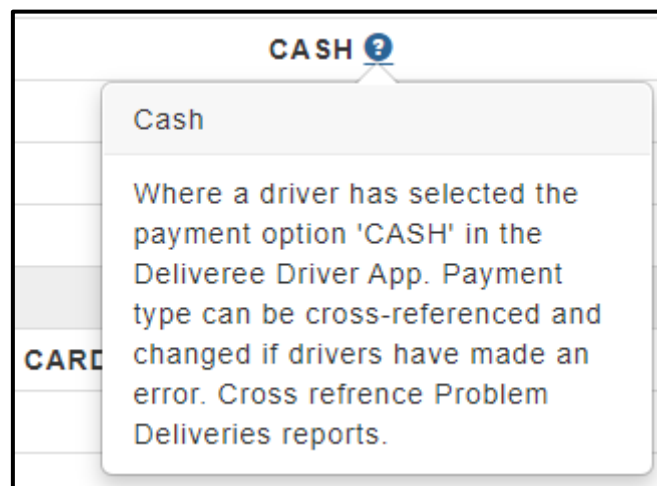 CASH ?
Cash
Where a driver has selected the
payment option 'CASH' in the
Deliveree Driver App. Payment
type can be cross-referenced and
changed if drivers have made an
error. Cross refrence Problem
Deliveries reports.
CARD